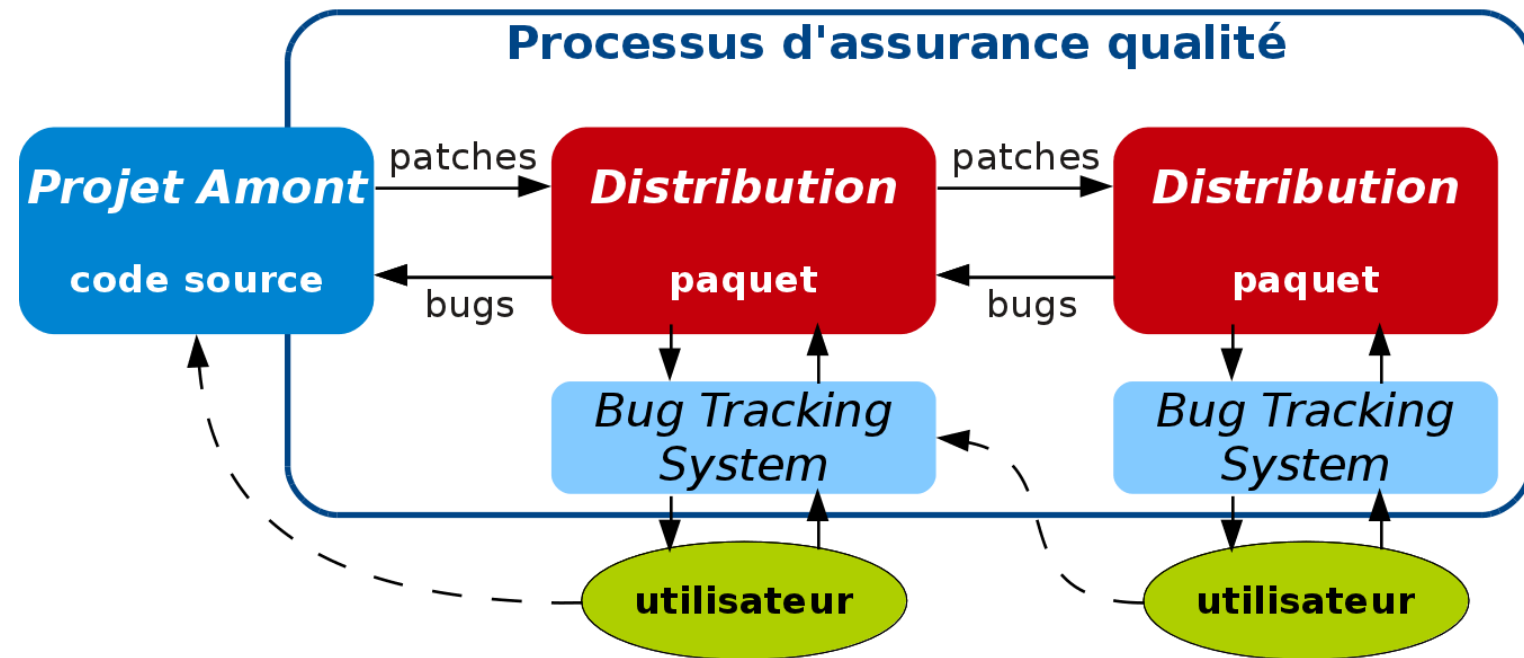 Processus d'assurance qualité
Projet Amont
code source
patches
bugs
Distribution
paquet
patches
bugs
Distribution
paquet
Bug Tracking
System
Bug Tracking
System
utilisateur
utilisateur